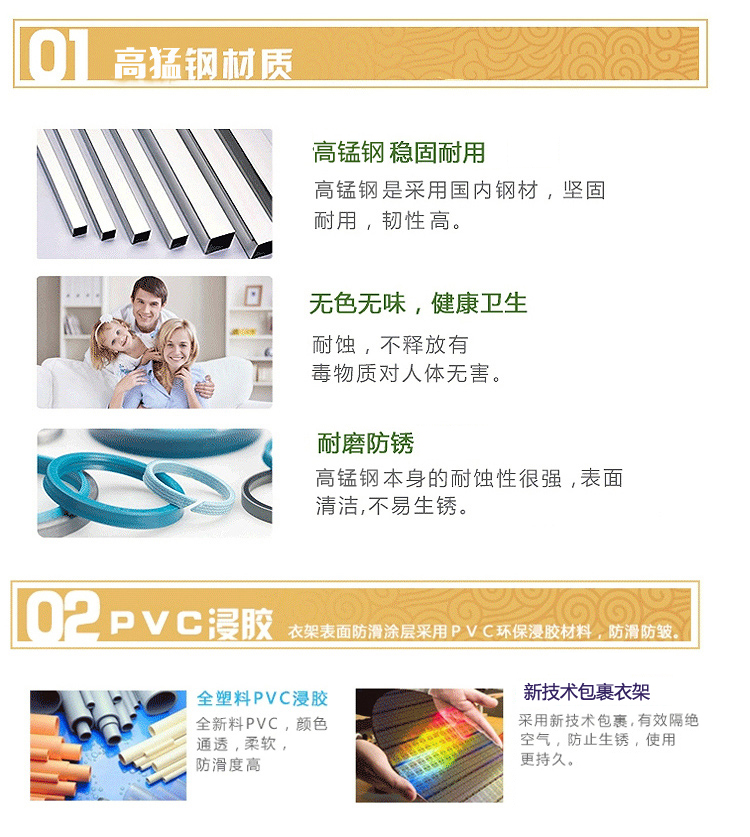 01 高猛钢材质
高锰钢 稳固耐用
高锰钢是采用国内钢材，坚固
耐用，韧性高。
无色无味，健康卫生
耐蚀，不释放有
毒物质对人体无害。
耐磨防锈
高锰钢本身的耐蚀性很强,表面
清洁,不易生锈。
02 PVC浸胶 衣架表面防滑涂层采用PVC环保浸胶材料，防滑防皱。
全塑料PVC浸胶
全新料PVC，颜色
通透，柔软，
防滑度高
新技术包裹衣架
采用新技术包裹,有效隔绝
空气，防止生锈，使用
更持久。